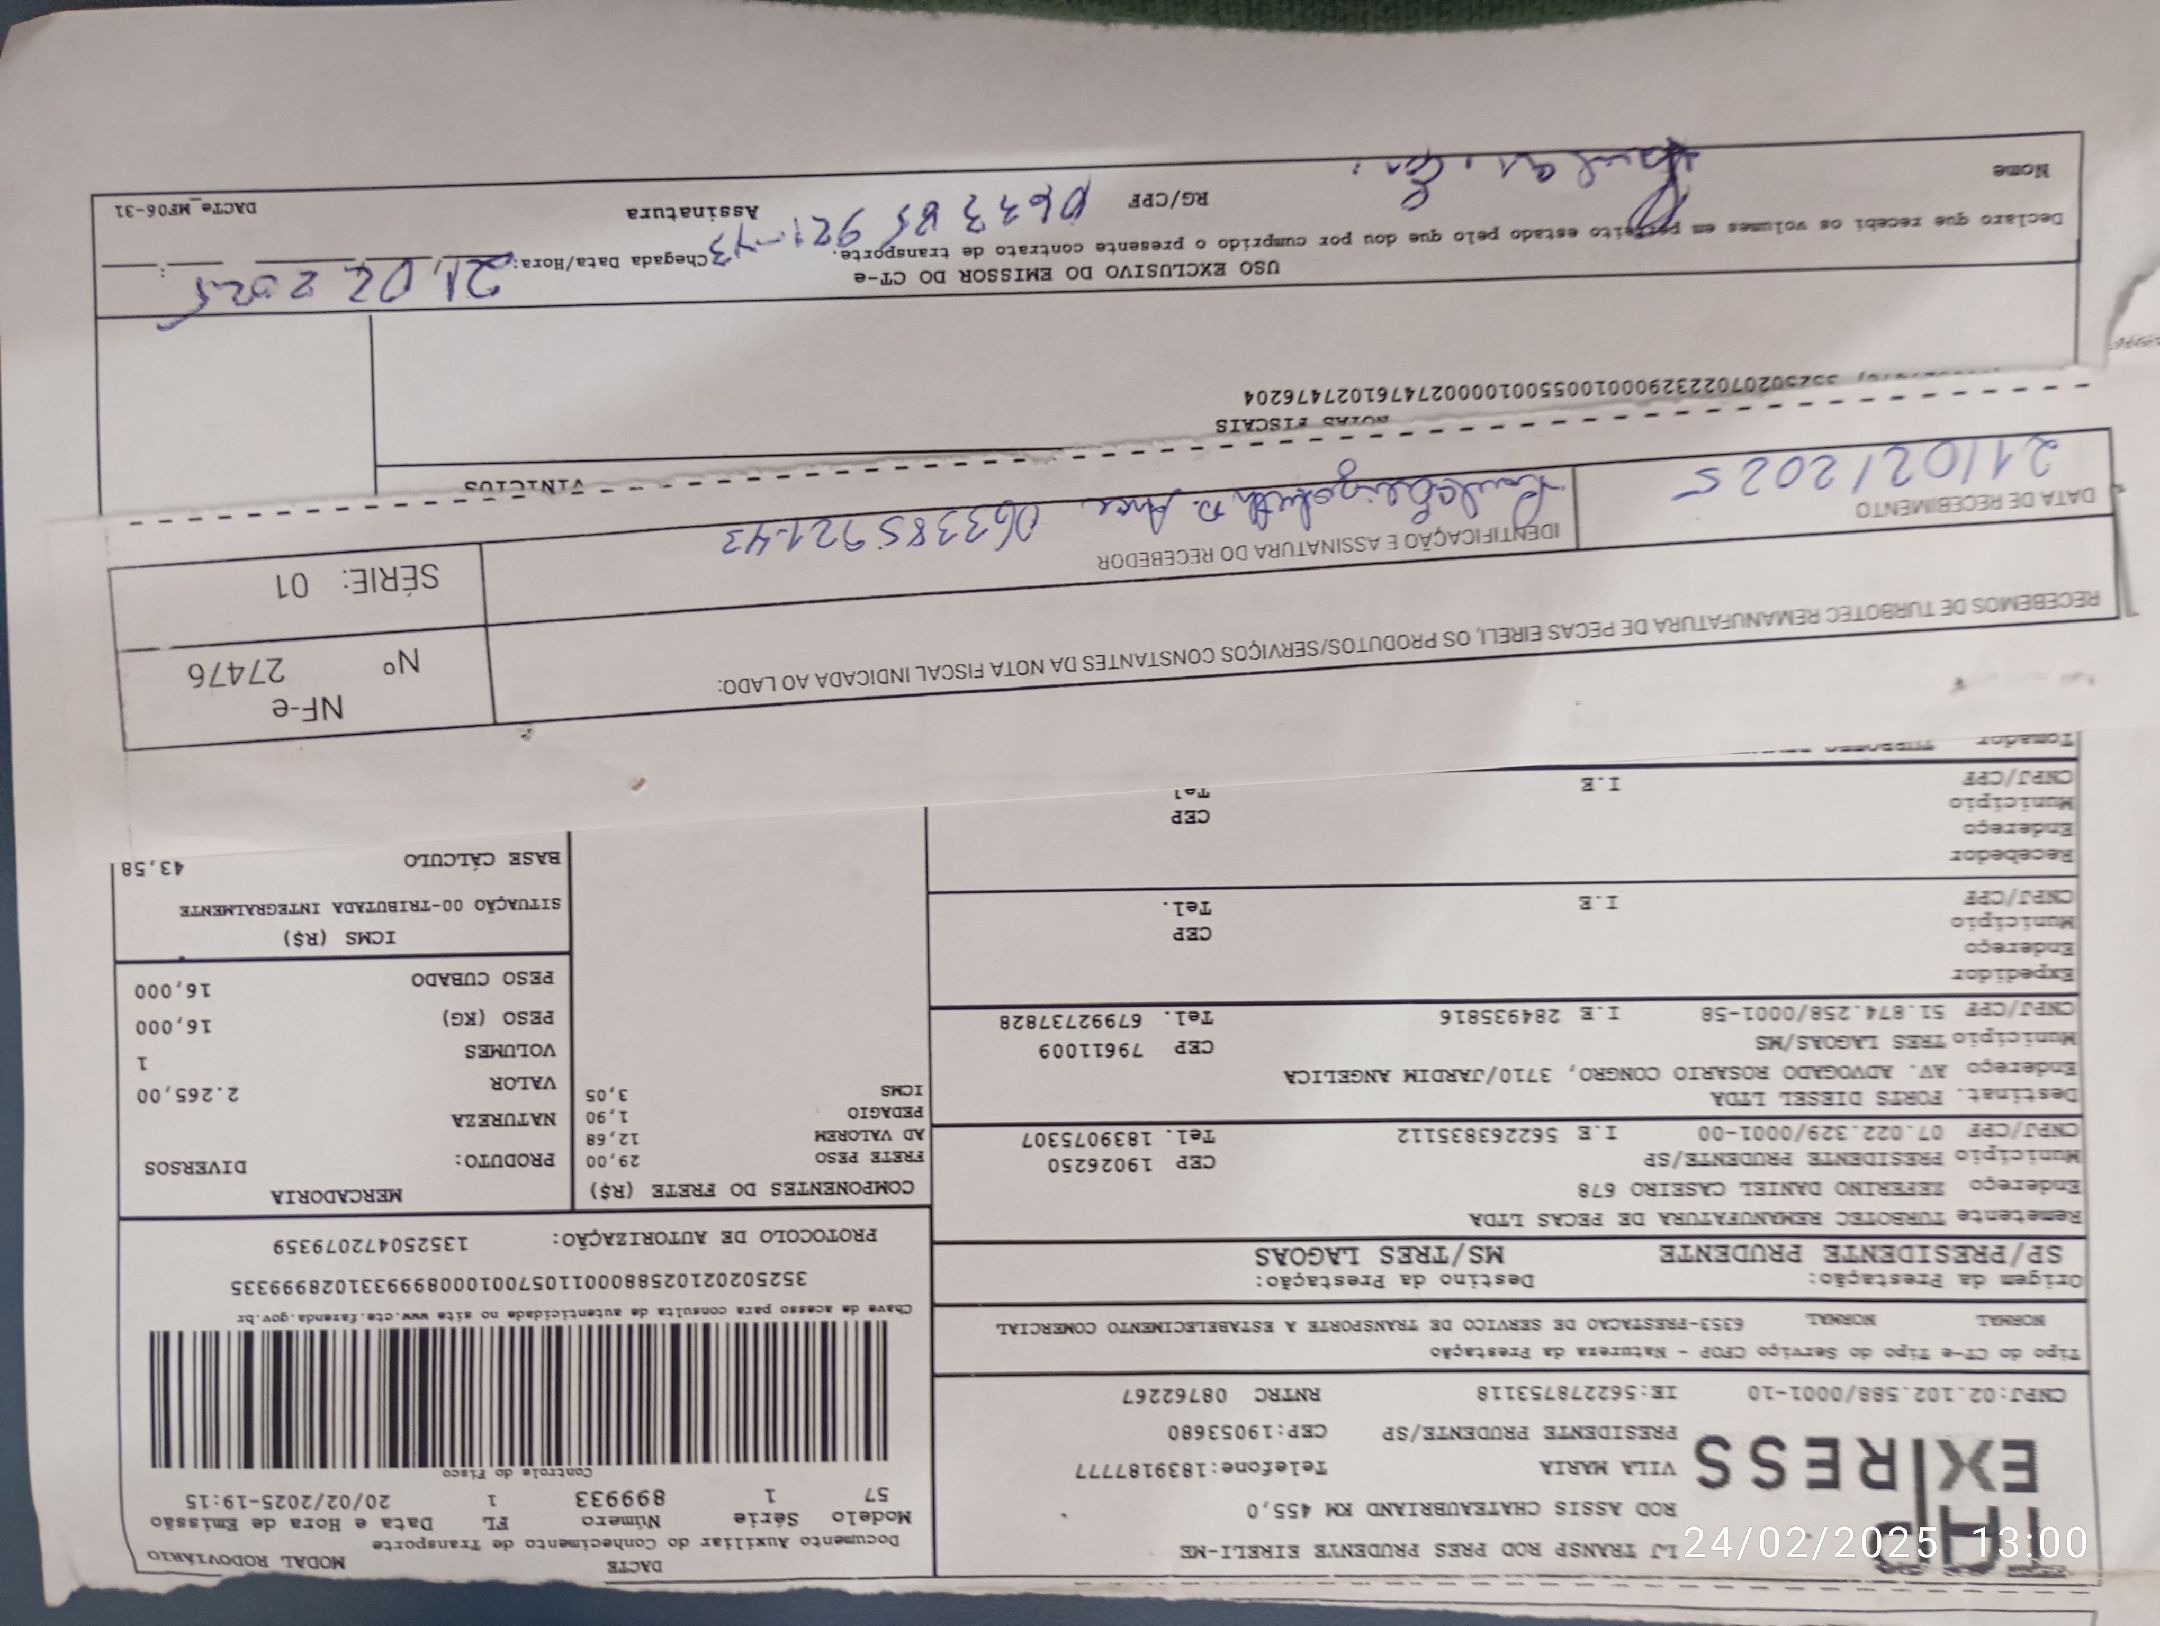 LJ TRANSP ROD PRES PRUDENTE EIRELI-ME
ROD ASSIS CHATEAUBRIAND KM 455,0
VILA MARIA Telefone:1839187777
PRESIDENTE PRUDENTE/SP CEP:19053680
EXPRESS
CNPJ:02.102.588/0001-10 IE:562278753118 RNTRC 08762267
DACTE MODAL RODOVIÁRIO
Documento Auxiliar do Conhecimento de Transporte
Modelo Série Número FL Data e Hora de Emissão
57 1 899933 1 20/02/2025-19:15
Controle do Fisco
Chave de acesso para consulta de autenticidade no site www.cte.fazenda.gov.br
35250202102588000110570010008999331028999335
PROTOCOLO DE AUTORIZAÇÃO: 135250472079359
Tipo do CT-e Tipo do Serviço CFOP - Natureza da Prestação
NORMAL NORMAL 6353-PRESTACAO DE SERVICO DE TRANSPORTE A ESTABELECIMENTO COMERCIAL
Origem da Prestação: Destino da Prestação:
SP/PRESIDENTE PRUDENTE MS/TRES LAGOAS
Remetente TURBOTEC REMANUFATURA DE PECAS LTDA
Endereço ZEFERINO DANIEL CASEIRO 678
Município PRESIDENTE PRUDENTE/SP CEP 19026250
CNPJ/CPF 07.022.329/0001-00 I.E 562263835112 Tel. 1839075307
Destinat. FORTS DIESEL LTDA
Endereço AV. ADVOGADO ROSARIO CONGRO, 3710/JARDIM ANGELICA
Município TRES LAGOAS/MS CEP 79611009
CNPJ/CPF 51.874.258/0001-58 I.E 284935816 Tel. 67992737828
Expedidor
Endereço
Município CEP
CNPJ/CPF I.E Tel.
Recebedor
Endereço
Município CEP
CNPJ/CPF I.E Tel
Tomador
COMPONENTES DO FRETE (R$)
FRETE PESO 29,00
AD VALOREM 12,68
PEDAGIO 1,90
ICMS 3,05
MERCADORIA
PRODUTO: DIVERSOS
NATUREZA
VALOR 2.265,00
VOLUMES 1
PESO (KG) 16,000
PESO CUBADO 16,000
ICMS (R$)
SITUAÇÃO 00-TRIBUTADA INTEGRALMENTE
BASE CÁLCULO 43,58
RECEBEMOS DE TURBOTEC REMANUFATURA DE PECAS EIRELI, OS PRODUTOS/SERVIÇOS CONSTANTES DA NOTA FISCAL INDICADA AO LADO:
NF-e
Nº 27476
SÉRIE: 01
DATA DE RECEBIMENTO
21/02/2025
IDENTIFICAÇÃO E ASSINATURA DO RECEBEDOR
06338592143
VINICIUS
NOTAS FISCAIS
35250207022329000100550010000274761027476204
USO EXCLUSIVO DO EMISSOR DO CT-e
Declaro que recebi os volumes em perfeito estado pelo que dou por cumprido o presente contrato de transporte.
Chegada Data/Hora: 21 02 2025
Nome
RG/CPF
Assinatura
DACTe_MF06-31
24/02/2025 13:00